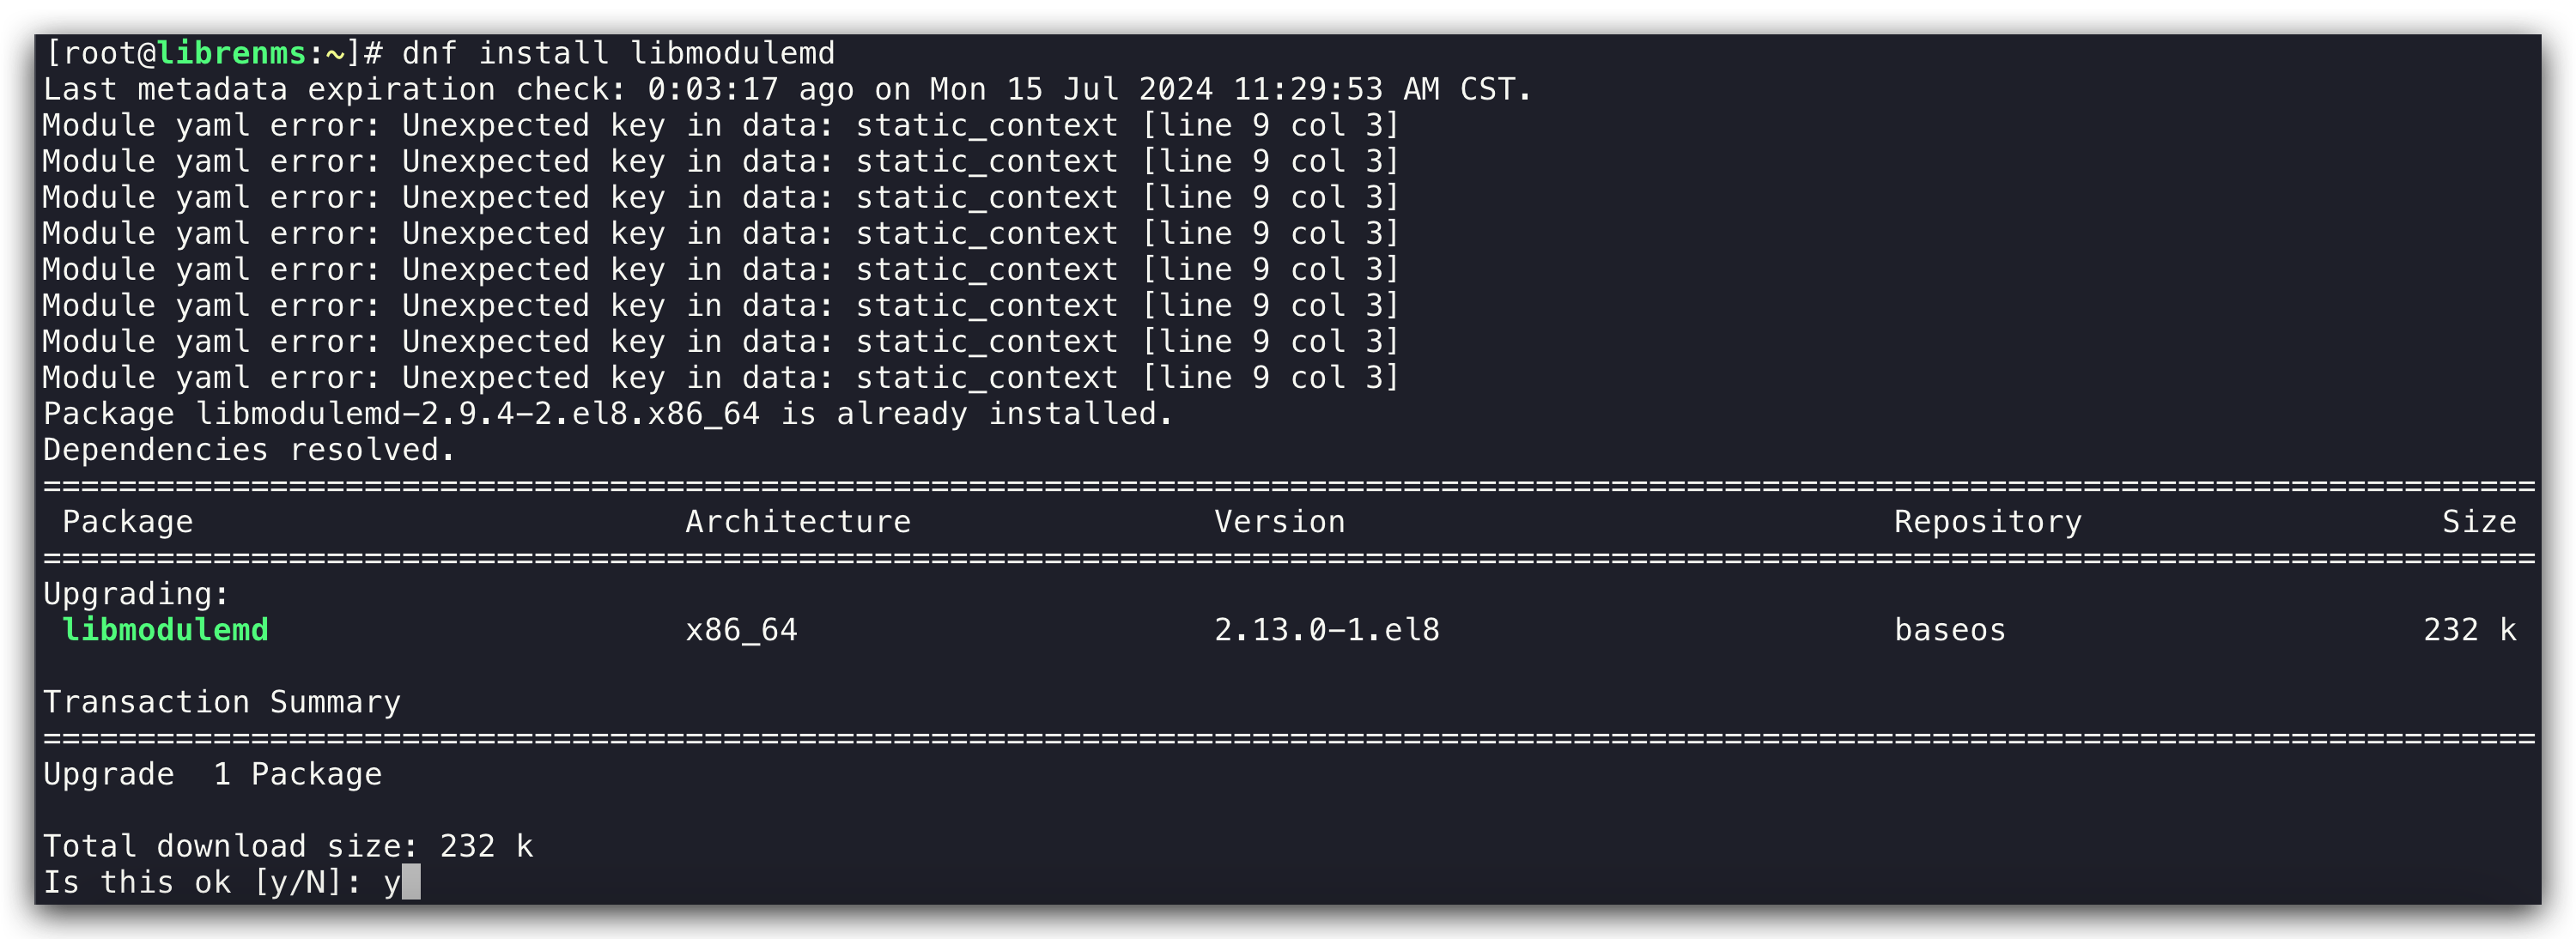 [root@librenms:~]# dnf install libmodulemd
Last metadata expiration check: 0:03:17 ago on Mon 15 Jul 2024 11:29:53 AM CST.
Module yaml error: Unexpected key in data: static_context [line 9 col 3]
Module yaml error: Unexpected key in data: static_context [line 9 col 3]
Module yaml error: Unexpected key in data: static_context [line 9 col 3]
Module yaml error: Unexpected key in data: static_context [line 9 col 3]
Module yaml error: Unexpected key in data: static_context [line 9 col 3]
Module yaml error: Unexpected key in data: static_context [line 9 col 3]
Module yaml error: Unexpected key in data: static_context [line 9 col 3]
Module yaml error: Unexpected key in data: static_context [line 9 col 3]
Package libmodulemd-2.9.4-2.el8.x86_64 is already installed.
Dependencies resolved.
====================================================================================================================================
Package Architecture Version Repository Size
====================================================================================================================================
Upgrading:
libmodulemd x86_64 2.13.0-1.el8 baseos 232 k
Transaction Summary
====================================================================================================================================
Upgrade  1 Package
Total download size: 232 k
Is this ok [y/N]: y